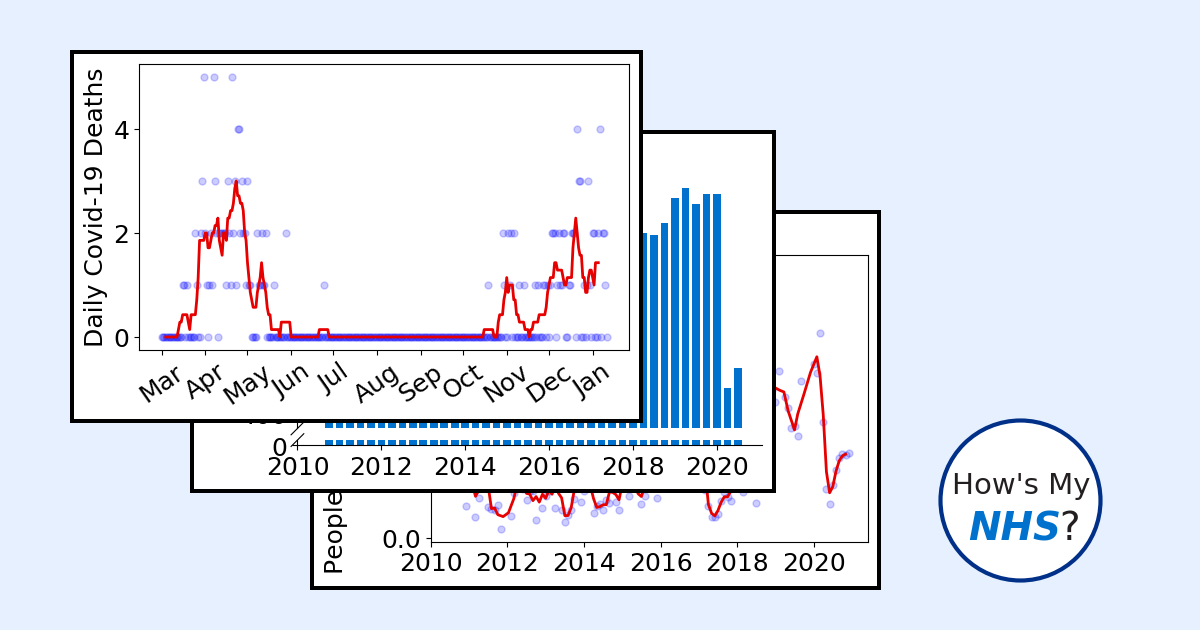 Daily Covid-19 Deaths
4
2
0
Mar Apr May Jun Jul Aug Sep Oct Nov Dec Jan
0
2010 2012 2014 2016 2018 2020
People
0.0
2010 2012 2014 2016 2018 2020
How's My
NHS?